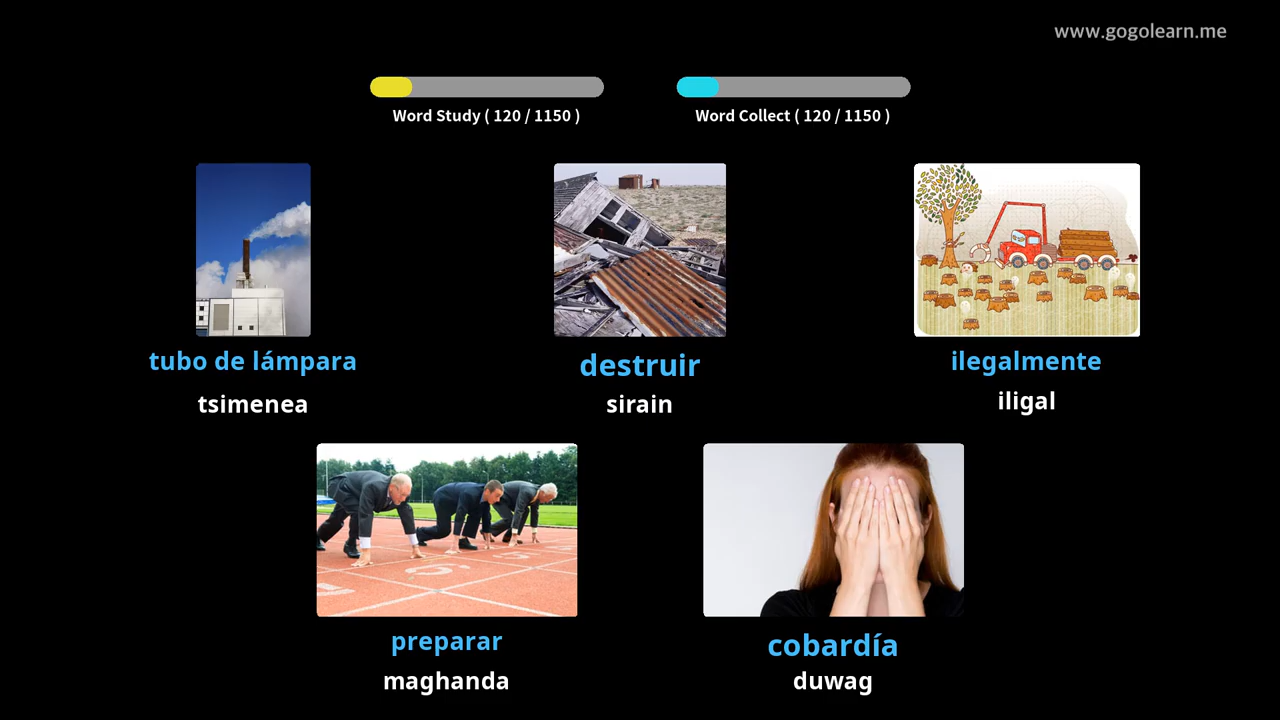 www.gogolearn.me
Word Study ( 120 / 1150 )
Word Collect ( 120 / 1150 )
tubo de lámpara
tsimenea
destruir
sirain
ilegalmente
iligal
preparar
maghanda
cobardía
duwag